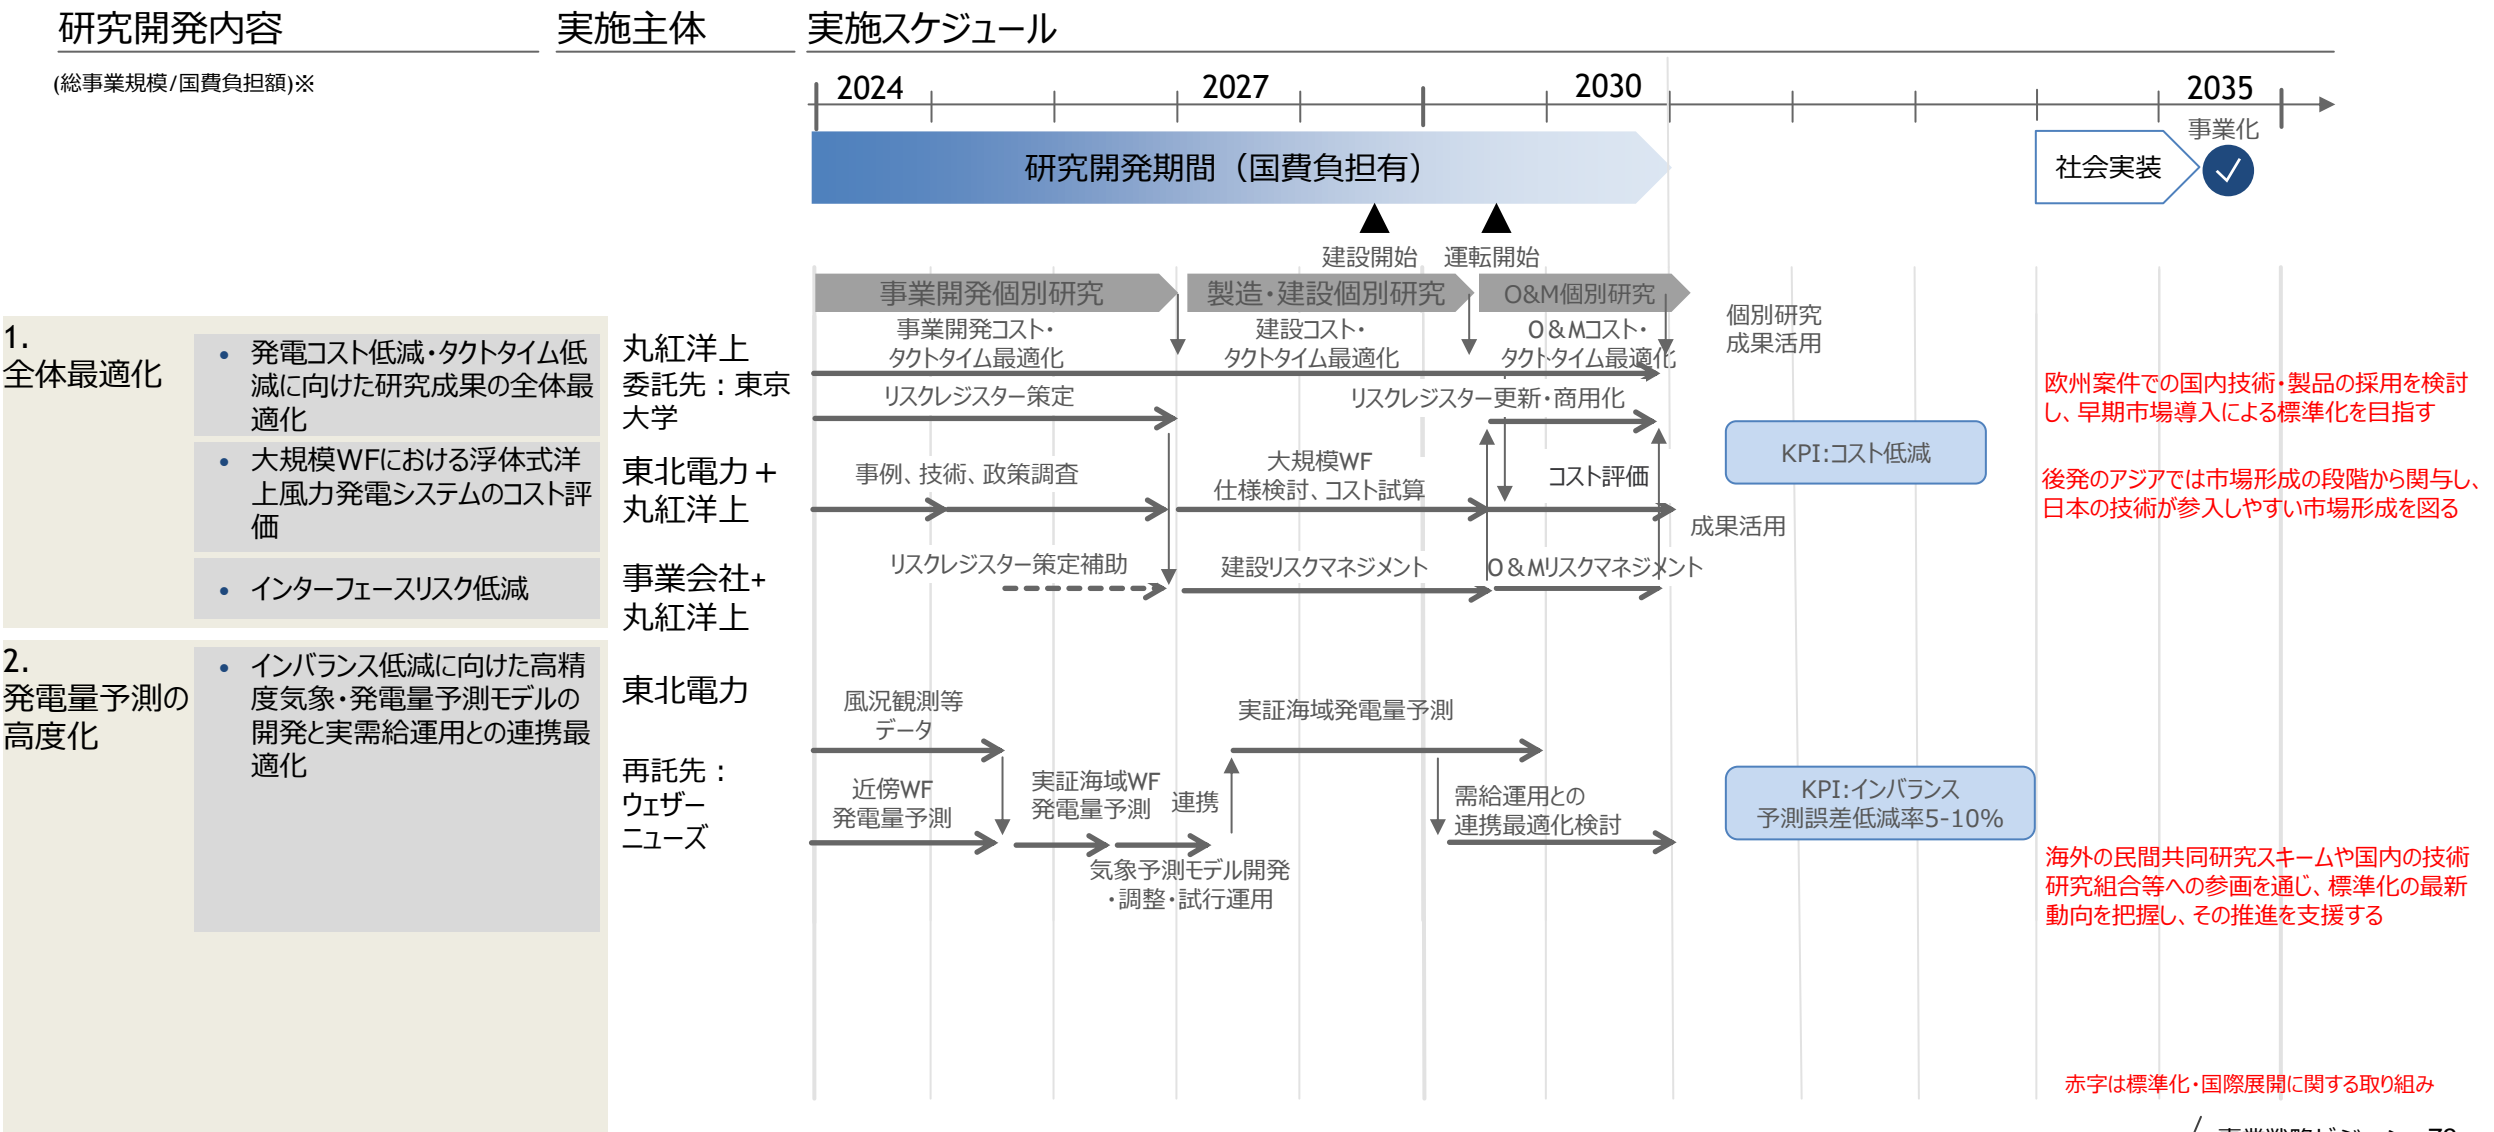 研究開発内容
実施主体
実施スケジュール
(総事業規模/国費負担額)※
2024
2027
2030
2035
事業化
研究開発期間（国費負担有）
社会実装
建設開始
運転開始
事業開発個別研究
製造・建設個別研究
O&M個別研究
個別研究
成果活用
1.
全体最適化
• 発電コスト低減・タクトタイム低
減に向けた研究成果の全体最
適化
丸紅洋上
委託先：東京
大学
事業開発コスト・
タクトタイム最適化
建設コスト・
タクトタイム最適化
O＆Mコスト・
タクトタイム最適化
リスクレジスター策定
リスクレジスター更新・商用化
欧州案件での国内技術・製品の採用を検討
し、早期市場導入による標準化を目指す
• 大規模WFにおける浮体式洋
上風力発電システムのコスト評
価
東北電力＋
丸紅洋上
事例、技術、政策調査
大規模WF
仕様検討、コスト試算
コスト評価
KPI:コスト低減
後発のアジアでは市場形成の段階から関与し、
日本の技術が参入しやすい市場形成を図る
成果活用
• インターフェースリスク低減
事業会社+
丸紅洋上
リスクレジスター策定補助
建設リスクマネジメント
O＆Mリスクマネジメント
2.
発電量予測の
高度化
• インバランス低減に向けた高精
度気象・発電量予測モデルの
開発と実需給運用との連携最
適化
東北電力
再託先：
ウェザー
ニューズ
風況観測等
データ
実証海域発電量予測
近傍WF
発電量予測
実証海域WF
発電量予測
連携
需給運用との
連携最適化検討
気象予測モデル開発
・調整・試行運用
KPI:インバランス
予測誤差低減率5-10%
海外の民間共同研究スキームや国内の技術
研究組合等への参画を通じ、標準化の最新
動向を把握し、その推進を支援する
赤字は標準化・国際展開に関する取り組み